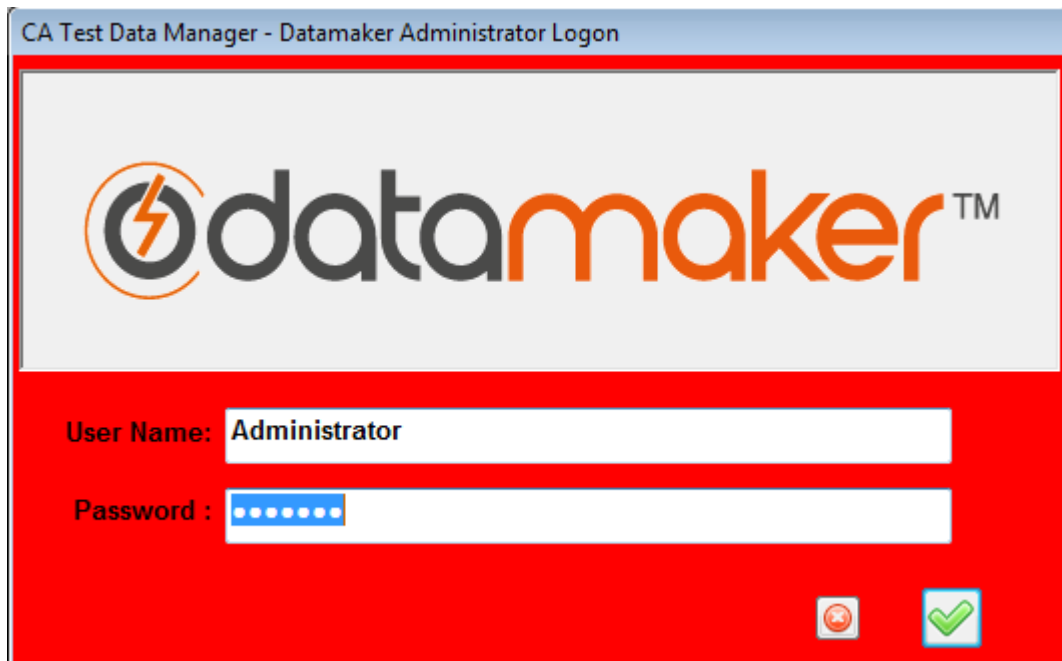 CA Test Data Manager - Datamaker Administrator Logon
datamaker™
User Name: Administrator
Password : •••••••